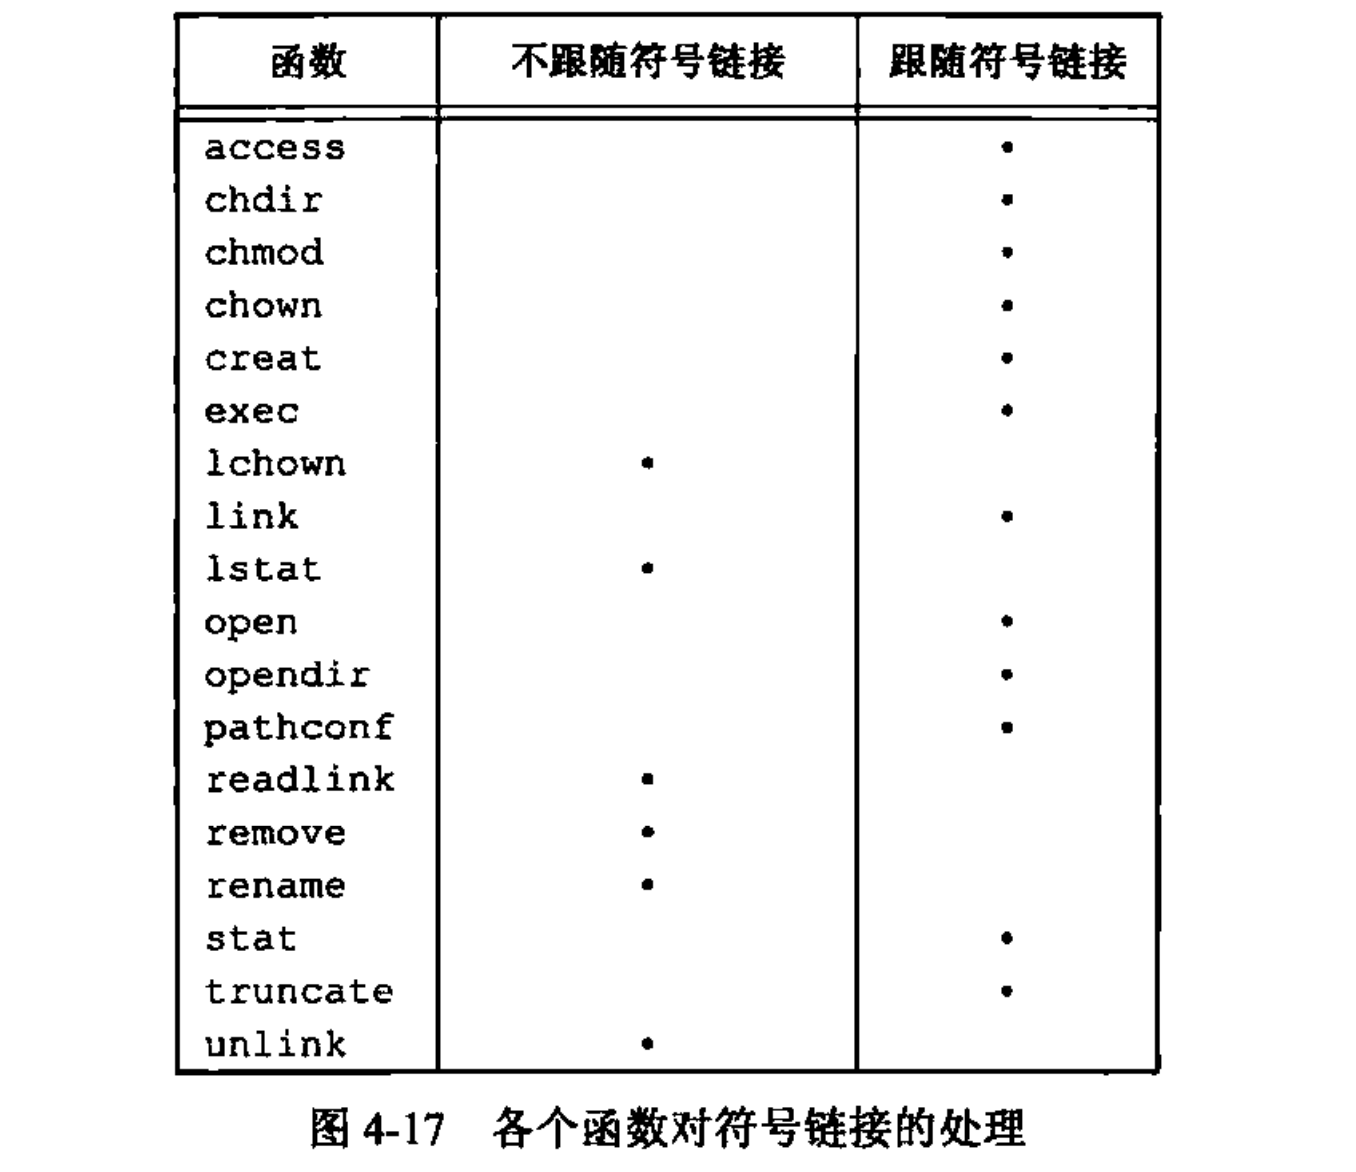 函数 不跟随符号链接 跟随符号链接
access •
chdir •
chmod •
chown •
creat •
exec •
lchown •
link •
lstat •
open •
opendir •
pathconf •
readlink •
remove •
rename •
stat •
truncate •
unlink •
图 4-17 各个函数对符号链接的处理